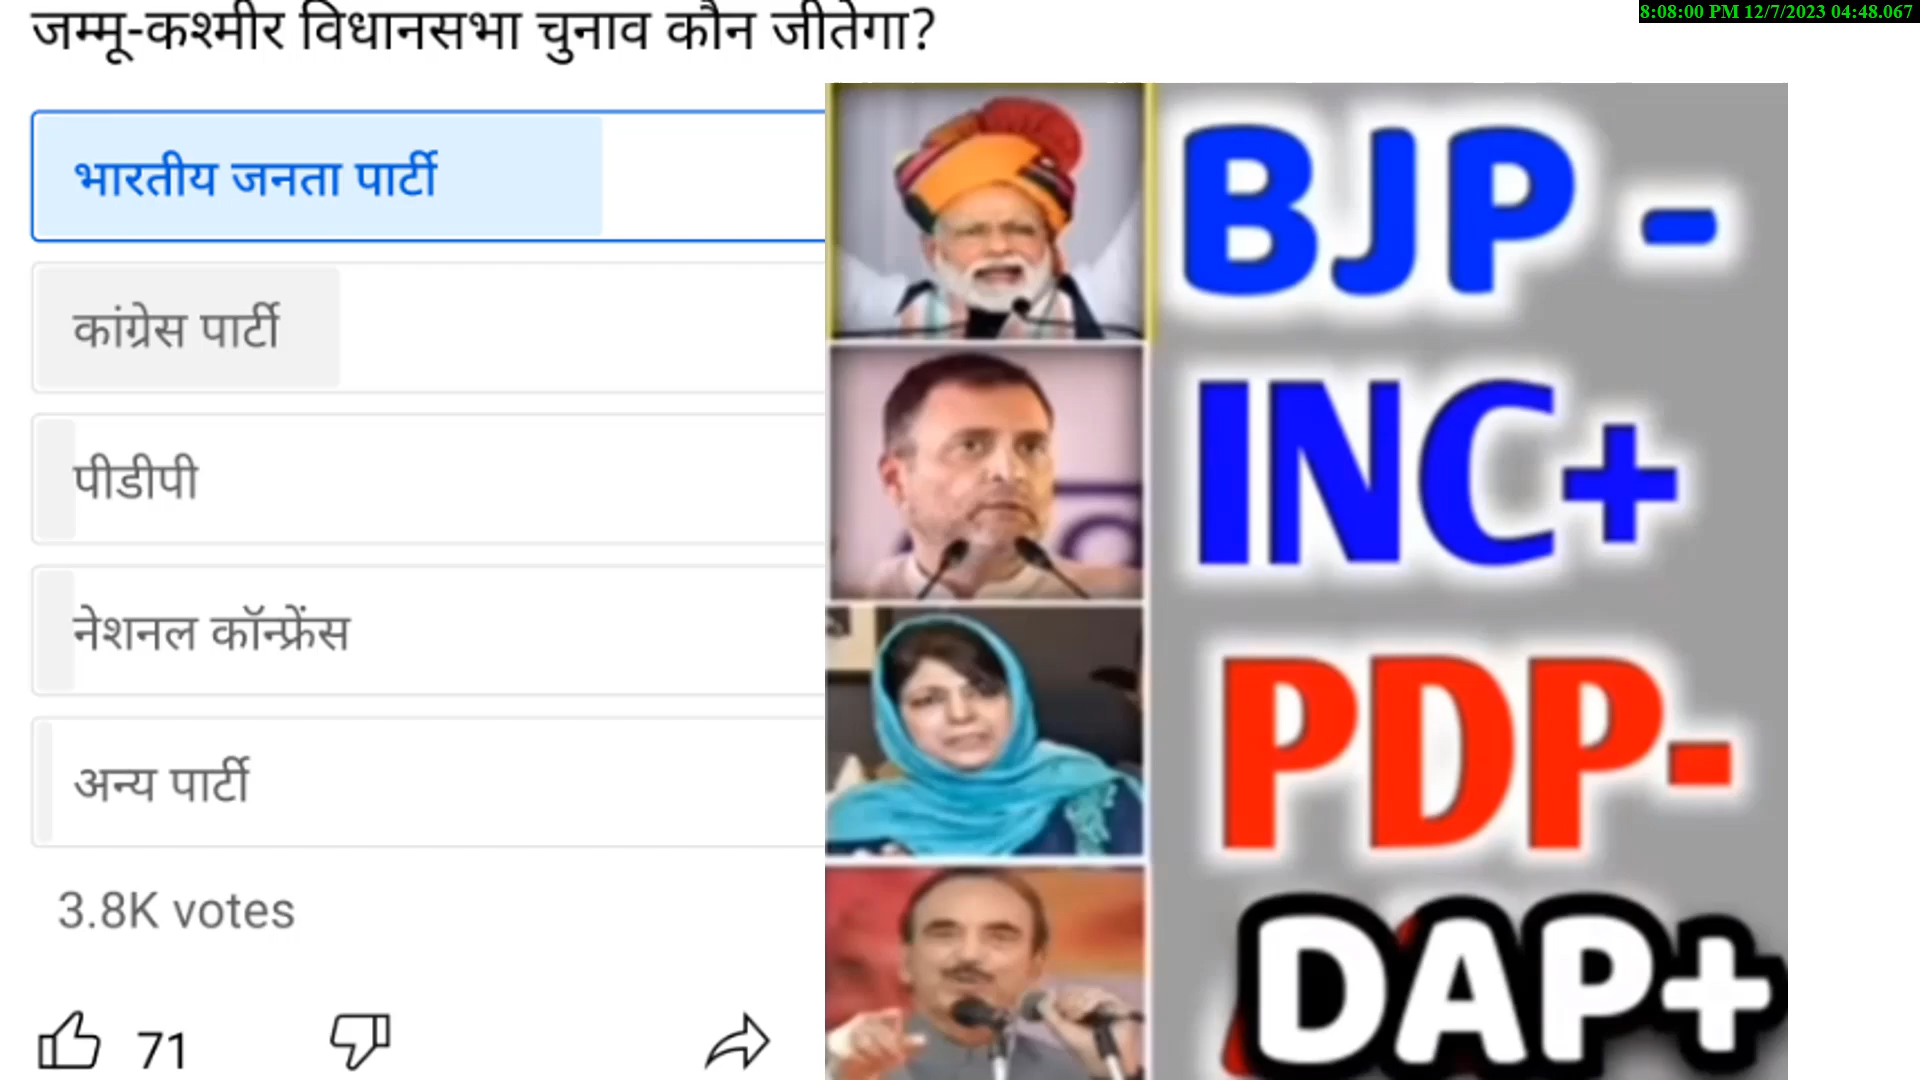 8:08:00 PM 12/7/2023 04:48.067
जम्मू-कश्मीर विधानसभा चुनाव कौन जीतेगा?
भारतीय जनता पार्टी
कांग्रेस पार्टी
पीडीपी
नेशनल कॉन्फ्रेंस
अन्य पार्टी
3.8K votes
71
BJP -
INC+
PDP-
DAP+